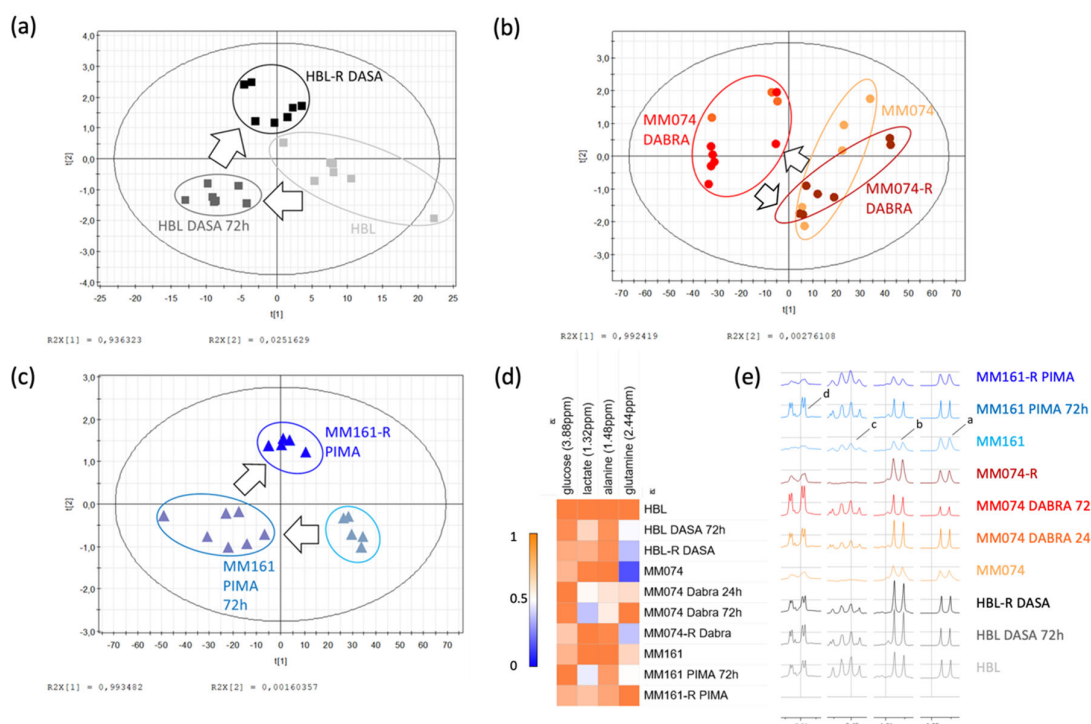 (a)
4,0
3,0
2,0
1,0
0,0
-1,0
-2,0
-3,0
-4,0
t[2]
HBL-R DASA
HBL DASA 72h
HBL
-25 -20 -15 -10 -5 0 5 10 15 20 25
t[1]
R2X[1] = 0,936323 R2X[2] = 0,0251629
(b)
3,0
2,0
1,0
0,0
-1,0
-2,0
-3,0
t[2]
MM074
DABRA
MM074
MM074-R
DABRA
-70 -60 -50 -40 -30 -20 -10 0 10 20 30 40 50 60 70
t[1]
R2X[1] = 0,992419 R2X[2] = 0,00276108
(c)
3,0
2,0
1,0
0,0
-1,0
-2,0
-3,0
t[2]
MM161-R
PIMA
MM161
PIMA
72h
-60 -50 -40 -30 -20 -10 0 10 20 30 40 50 60
t[1]
R2X[1] = 0,993482 R2X[2] = 0,00160357
(d)
id
glucose (3.88ppm)
lactate (1.32ppm)
alanine (1.48ppm)
glutamine (2.44ppm)
id
1
0.5
0
HBL
HBL DASA 72h
HBL-R DASA
MM074
MM074 Dabra 24h
MM074 Dabra 72h
MM074-R Dabra
MM161
MM161 PIMA 72h
MM161-R PIMA
(e)
d
c
b
a
MM161-R PIMA
MM161 PIMA 72h
MM161
MM074-R
MM074 DABRA 72
MM074 DABRA 24
MM074
HBL-R DASA
HBL DASA 72h
HBL